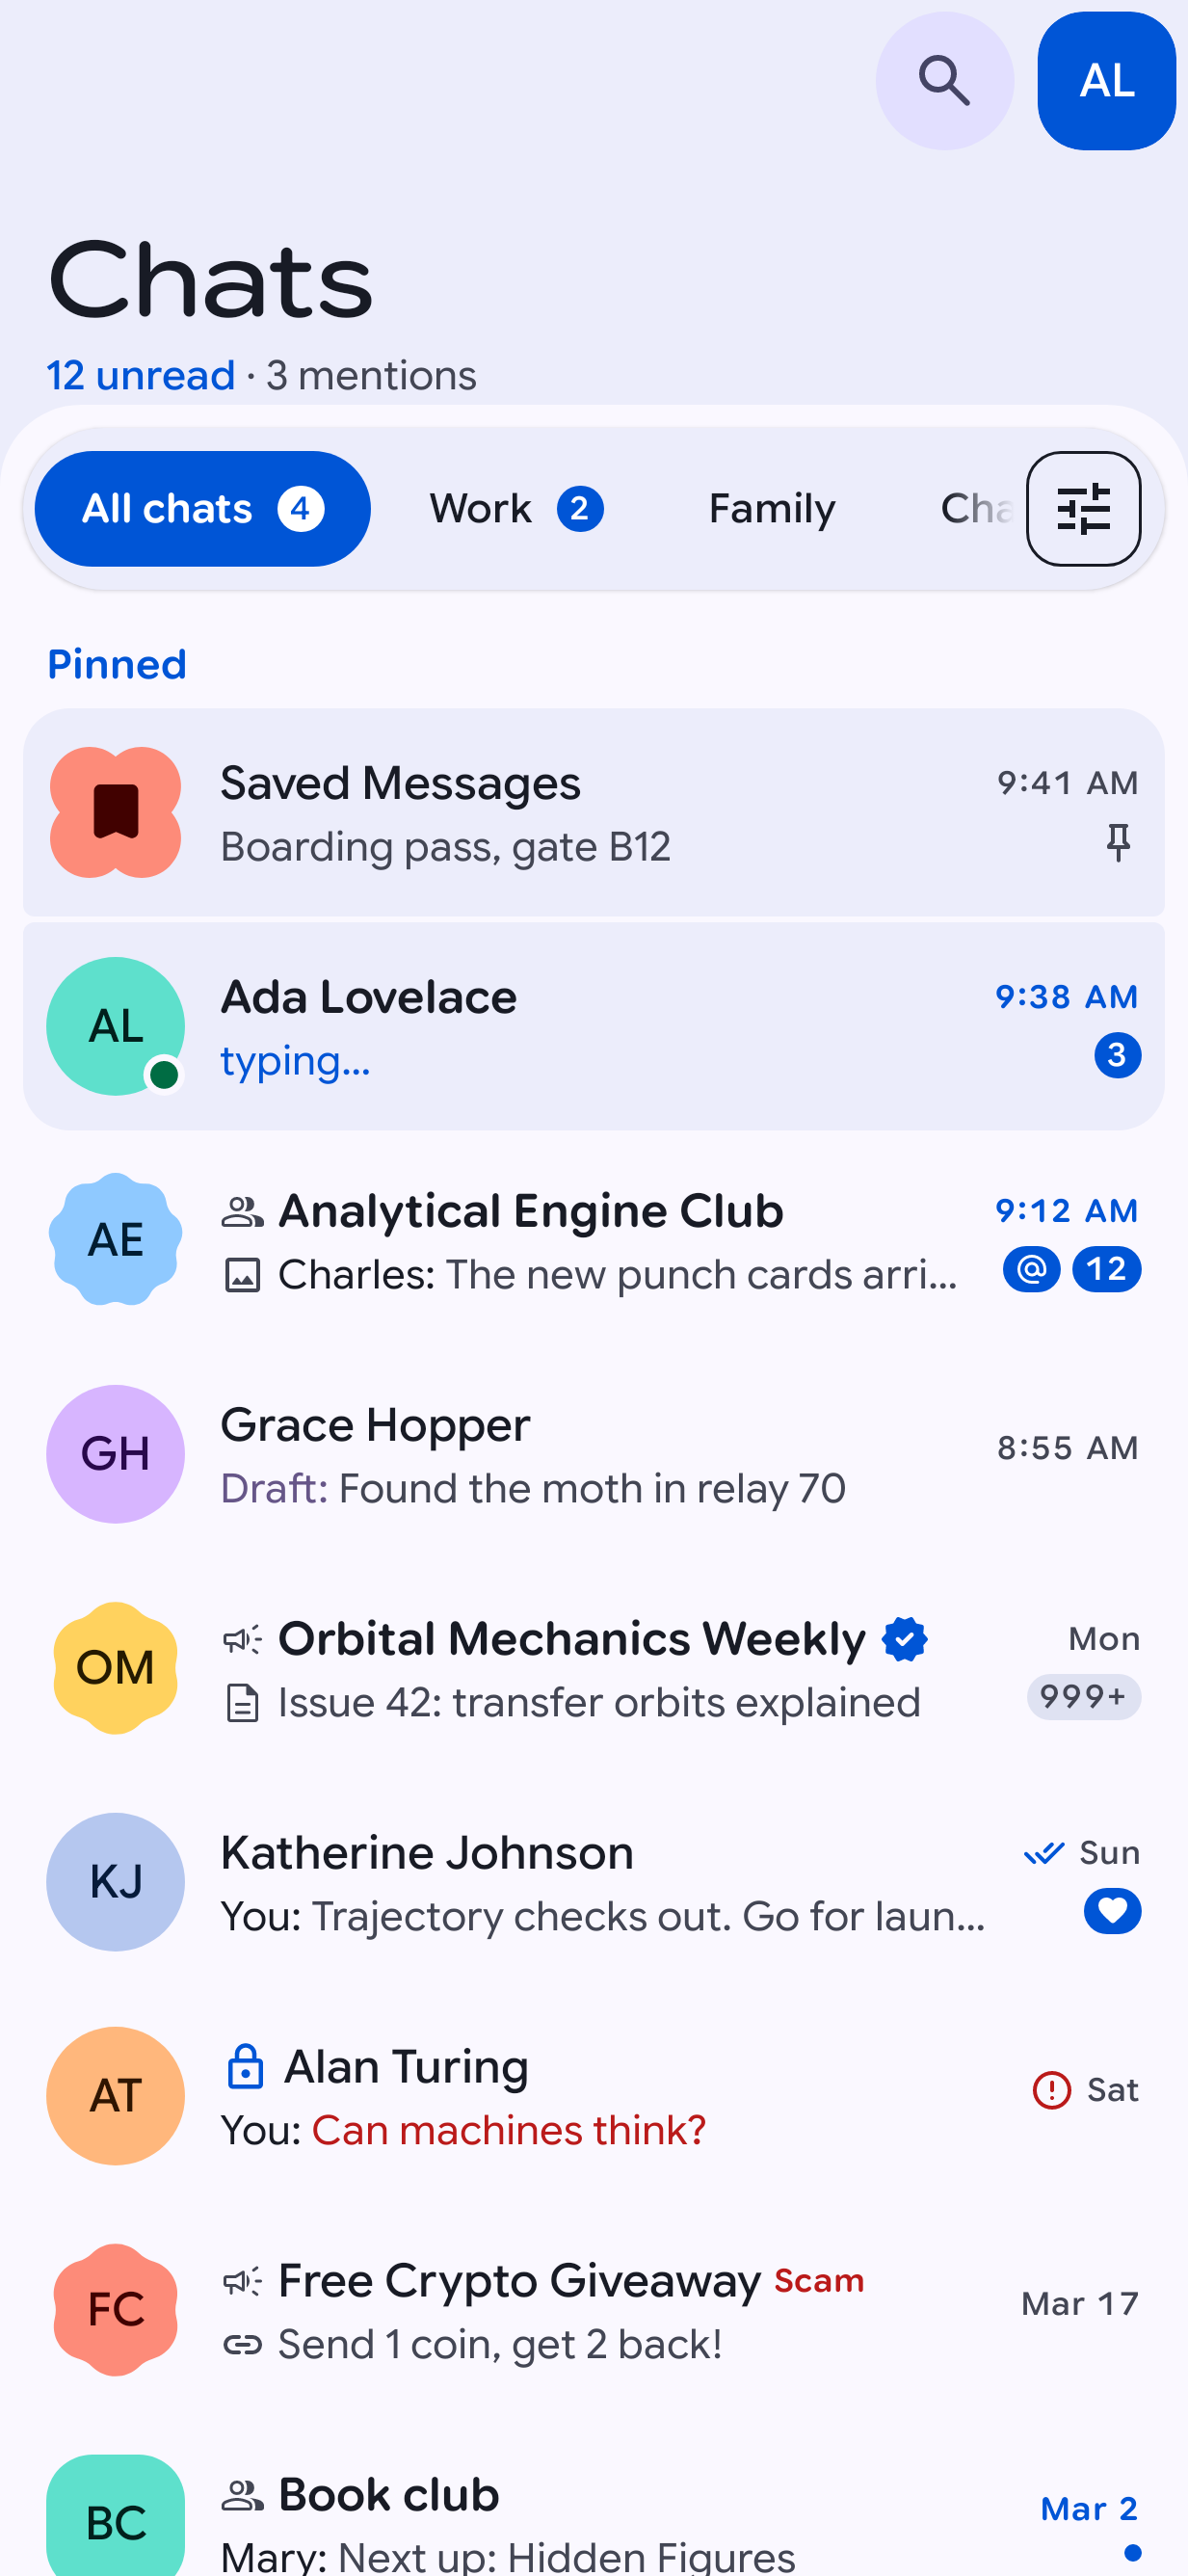 AL
Chats
12 unread · 3 mentions
All chats 4 Work 2 Family Cha
Pinned
Saved Messages 9:41 AM
Boarding pass, gate B12
AL Ada Lovelace 9:38 AM
typing... 3
AE Analytical Engine Club 9:12 AM
Charles: The new punch cards arri... @ 12
GH Grace Hopper 8:55 AM
Draft: Found the moth in relay 70
OM Orbital Mechanics Weekly Mon
Issue 42: transfer orbits explained 999+
KJ Katherine Johnson Sun
You: Trajectory checks out. Go for laun...
AT Alan Turing Sat
You: Can machines think?
FC Free Crypto Giveaway Scam Mar 17
Send 1 coin, get 2 back!
BC Book club Mar 2
Mary: Next up: Hidden Figures